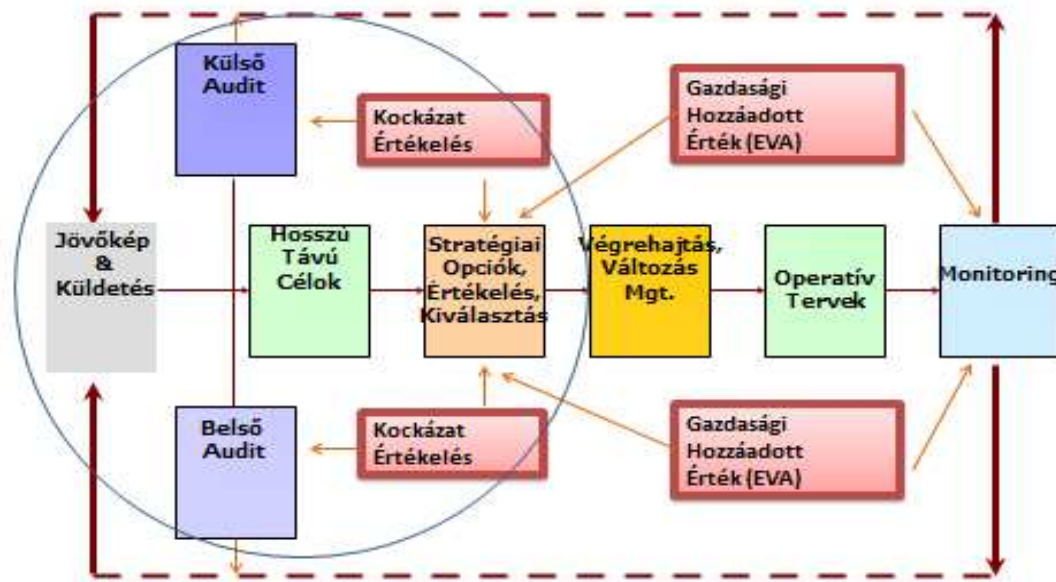 Külső
Audit
Kockázat
Értékelés
Gazdasági
Hozzáadott
Érték (EVA)
Jövőkép
&
Küldetés
Hosszú
Távú
Célok
Stratégiai
Opciók,
Értékelés,
Kiválasztás
Végrehajtás,
Változás
Mgt.
Operatív
Tervek
Monitoring
Belső
Audit
Kockázat
Értékelés
Gazdasági
Hozzáadott
Érték (EVA)